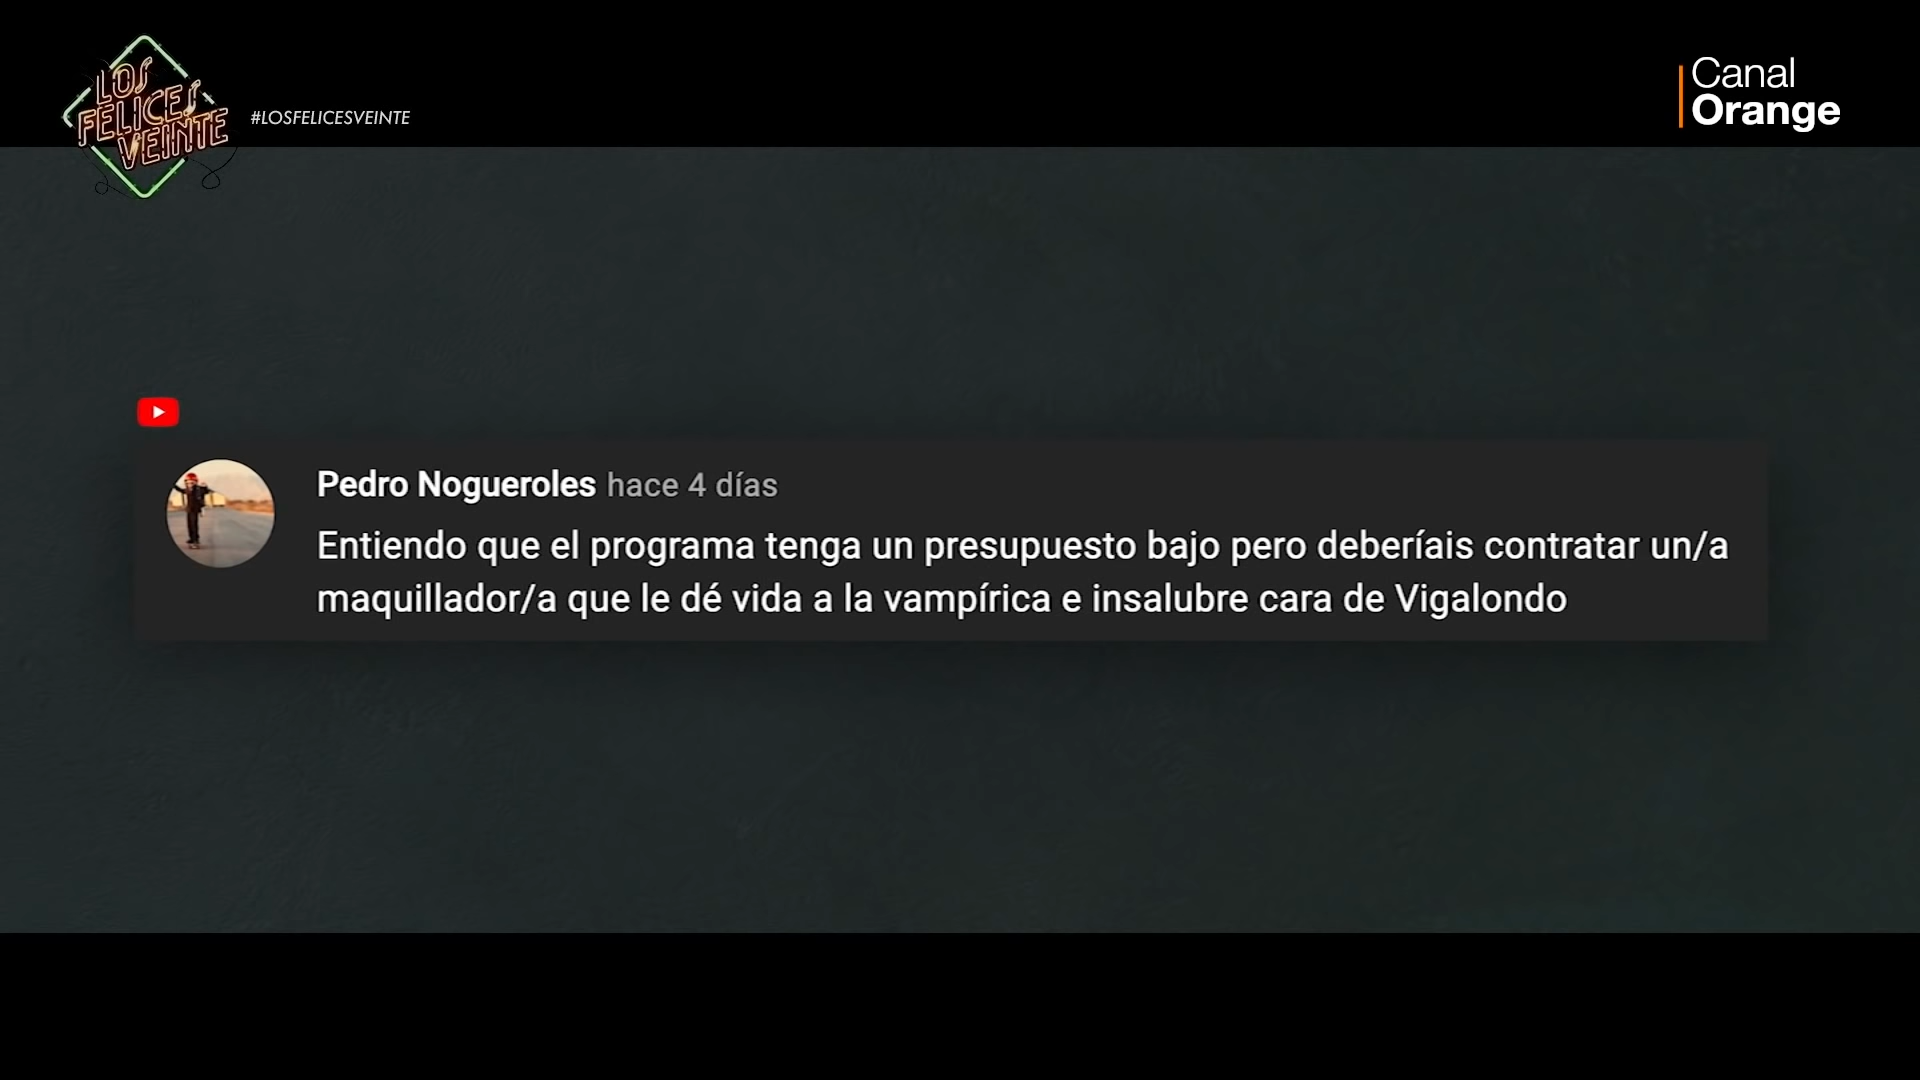 LOS
FELICES
VEINTE
#LOSFELICESVEINTE
Canal
Orange
Pedro Nogueroles hace 4 días
Entiendo que el programa tenga un presupuesto bajo pero deberíais contratar un/a
maquillador/a que le dé vida a la vampírica e insalubre cara de Vigalondo